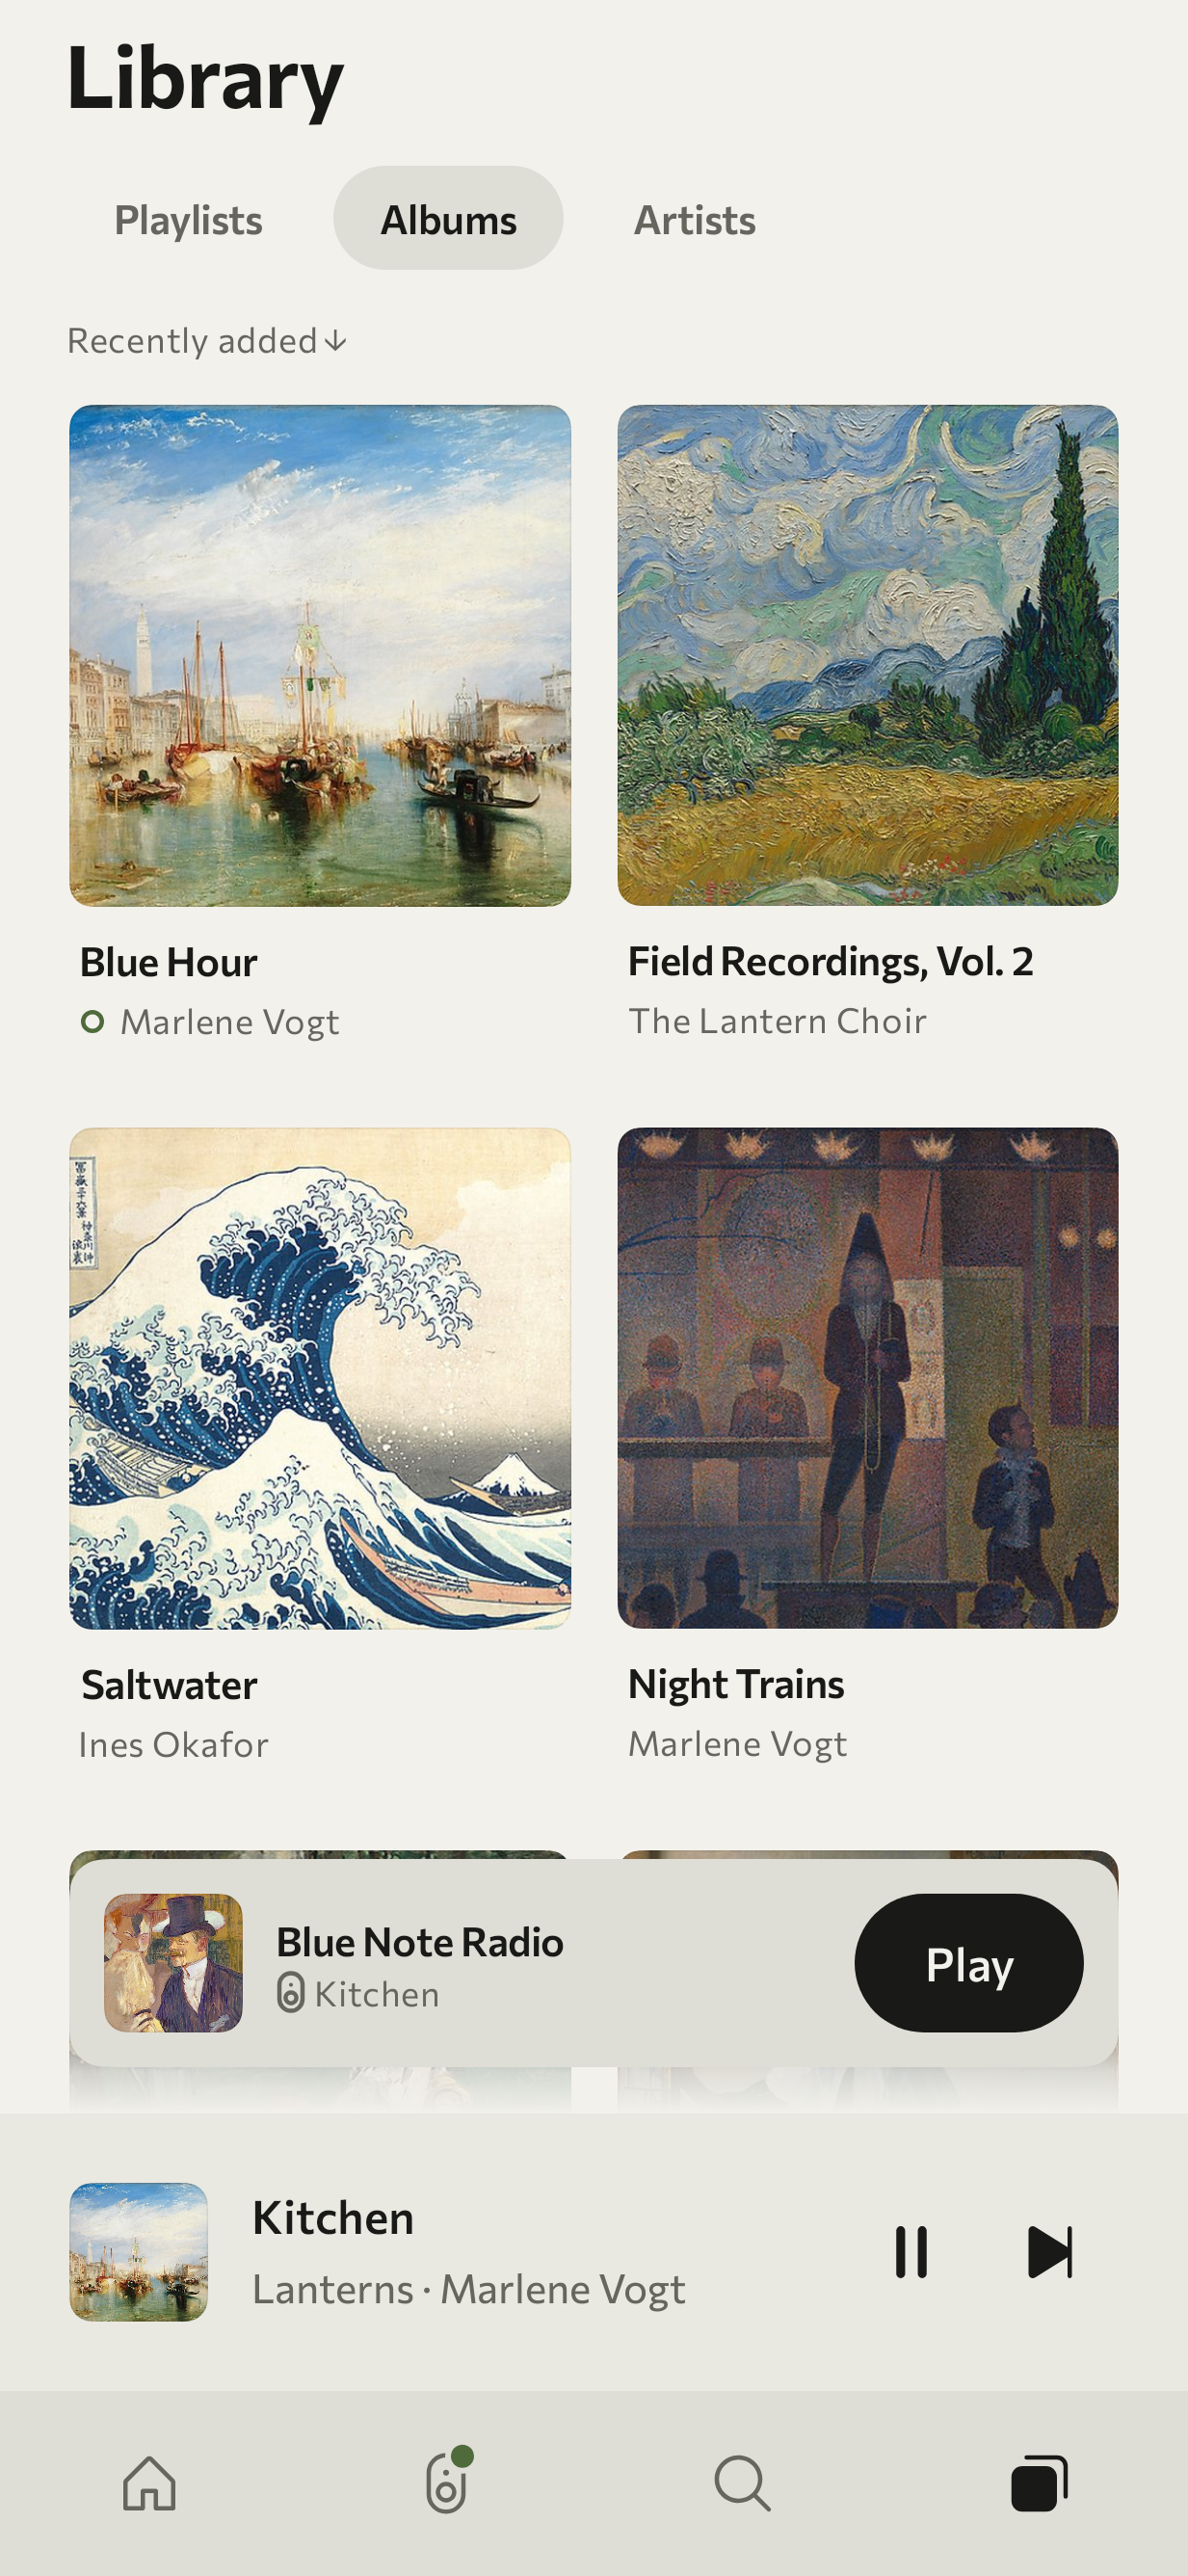 Library
Playlists
Albums
Artists
Recently added
Blue Hour
Marlene Vogt
Field Recordings, Vol. 2
The Lantern Choir
Saltwater
Ines Okafor
Night Trains
Marlene Vogt
Blue Note Radio
Kitchen
Play
Kitchen
Lanterns · Marlene Vogt